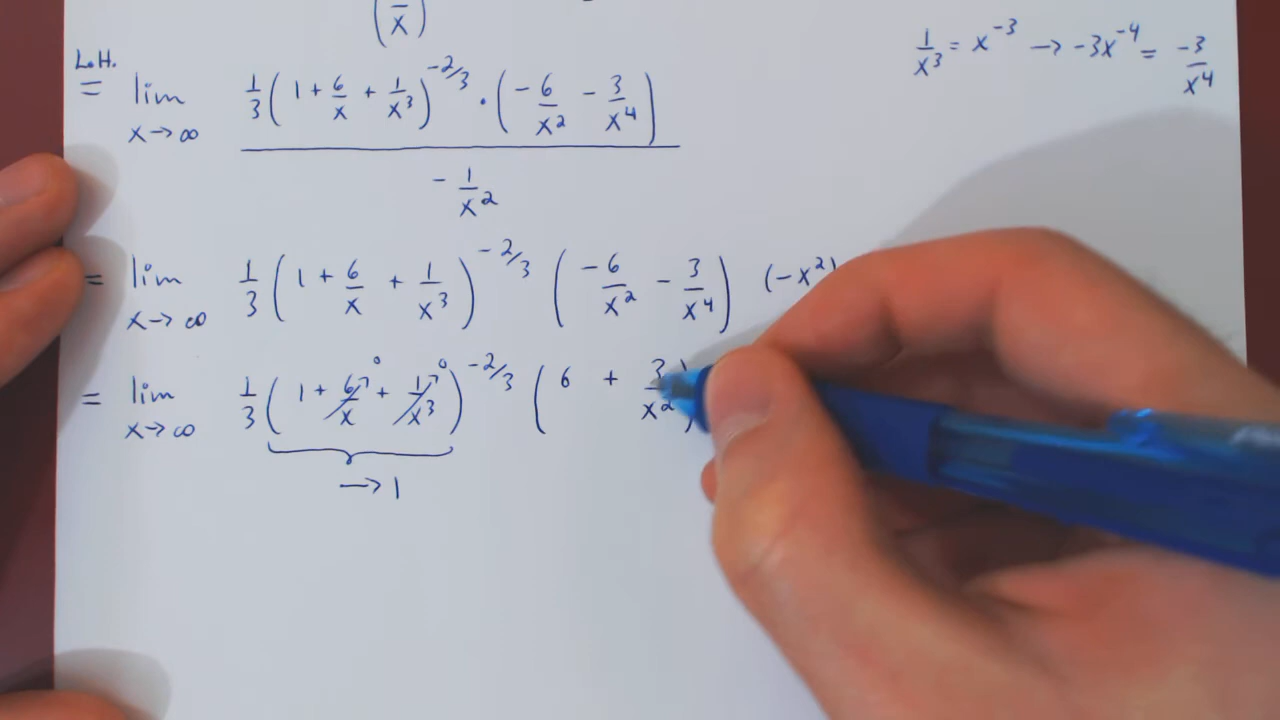 (x̄)
L.H. = lim x→∞ 1/3 (1 + 6/x + 1/x³)^(-2/3) · (-6/x² - 3/x⁴) / -1/x²
1/x³ = x^-3 → -3x^-4 = -3/x⁴
= lim x→∞ 1/3 (1 + 6/x + 1/x³)^(-2/3) (-6/x² - 3/x⁴) (-x²)
= lim x→∞ 1/3 (1 + 6/x→0 + 1/x³→0)^(-2/3) (6 + 3/x²)
→ 1